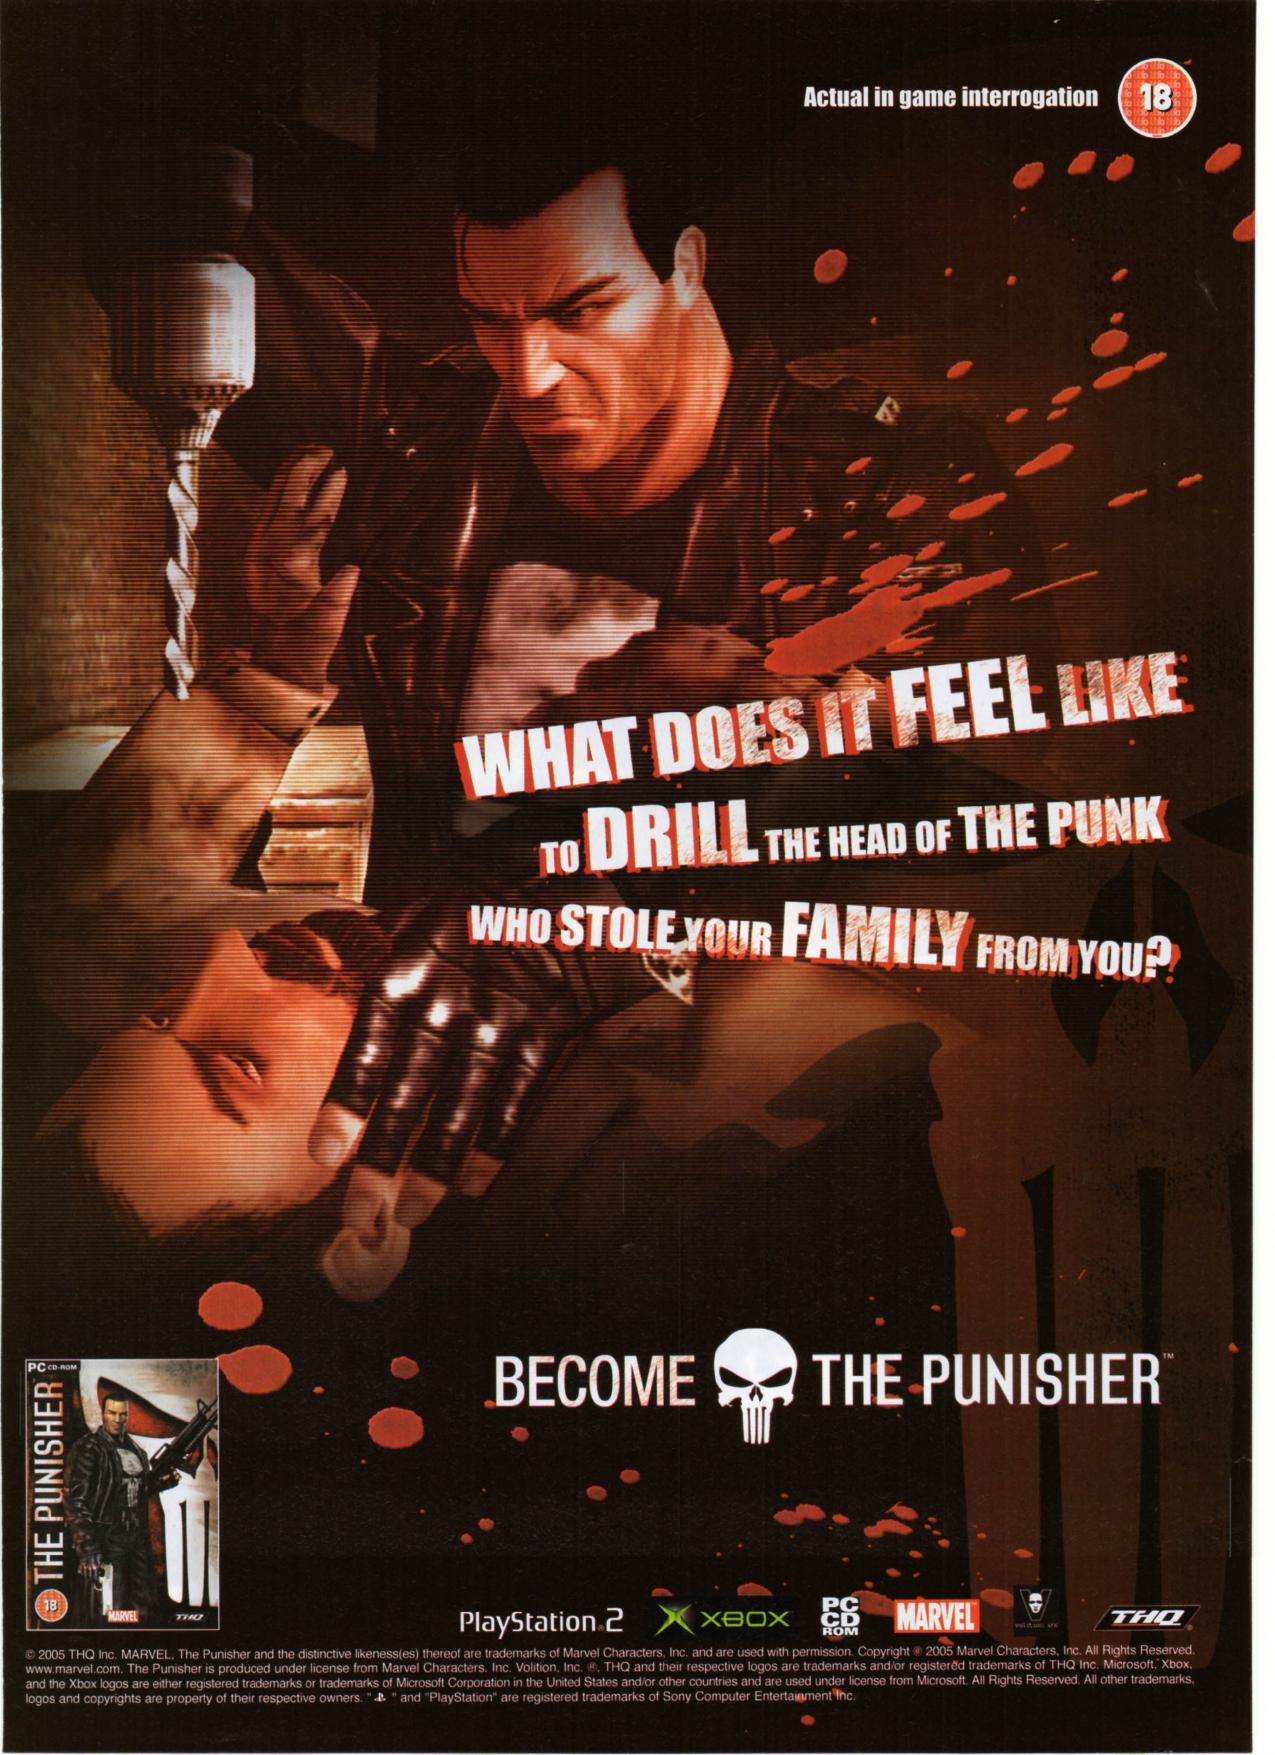 Actual in game interrogation 18
WHAT DOES IT FEEL LIKE
TO DRILL THE HEAD OF THE PUNK
WHO STOLE YOUR FAMILY FROM YOU?
BECOME THE PUNISHER™
PC CD-ROM
THE PUNISHER
18
MARVEL
THQ
PlayStation®2 XBOX PC CD ROM MARVEL volition inc THQ
© 2005 THQ Inc. MARVEL, The Punisher and the distinctive likeness(es) thereof are trademarks of Marvel Characters, Inc. and are used with permission. Copyright © 2005 Marvel Characters, Inc. All Rights Reserved.
www.marvel.com. The Punisher is produced under license from Marvel Characters. Inc. Volition, Inc. ®, THQ and their respective logos are trademarks and/or registered trademarks of THQ Inc. Microsoft, Xbox,
and the Xbox logos are either registered trademarks or trademarks of Microsoft Corporation in the United States and/or other countries and are used under license from Microsoft. All Rights Reserved. All other trademarks,
logos and copyrights are property of their respective owners. " " and "PlayStation" are registered trademarks of Sony Computer Entertainment Inc.